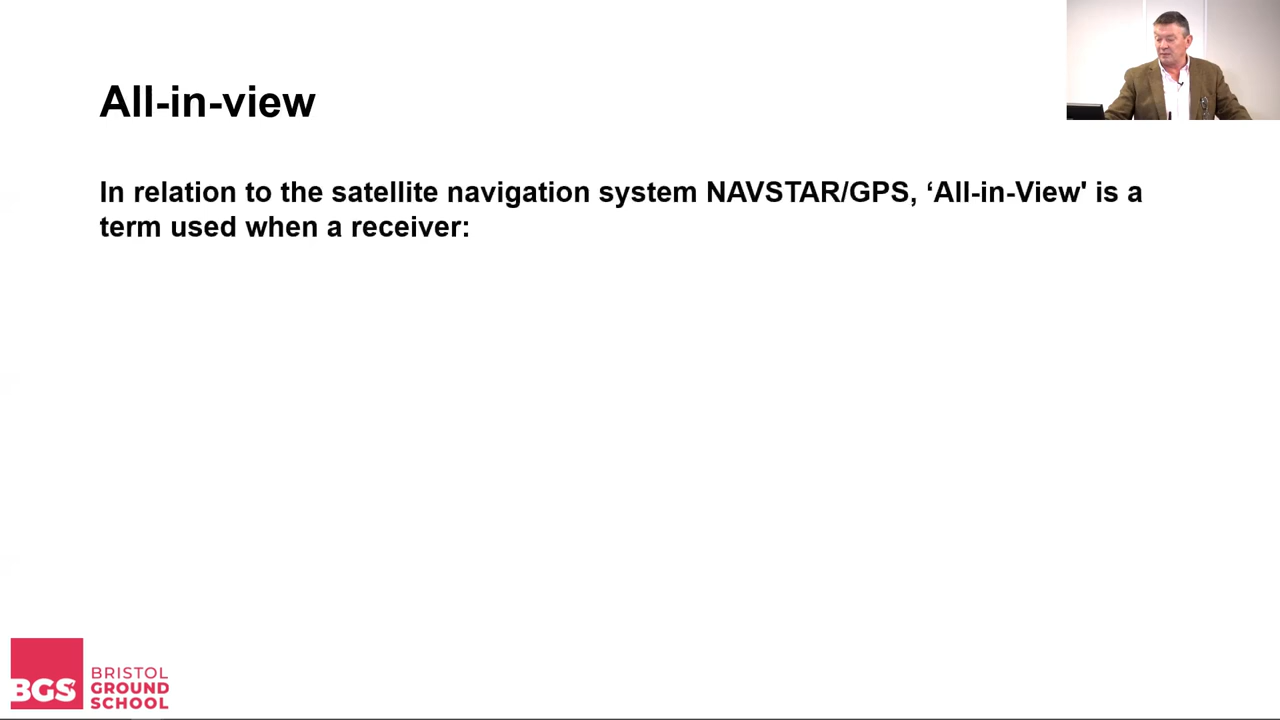 All-in-view
In relation to the satellite navigation system NAVSTAR/GPS, ‘All-in-View' is a
term used when a receiver:
BGS
BRISTOL
GROUND
SCHOOL